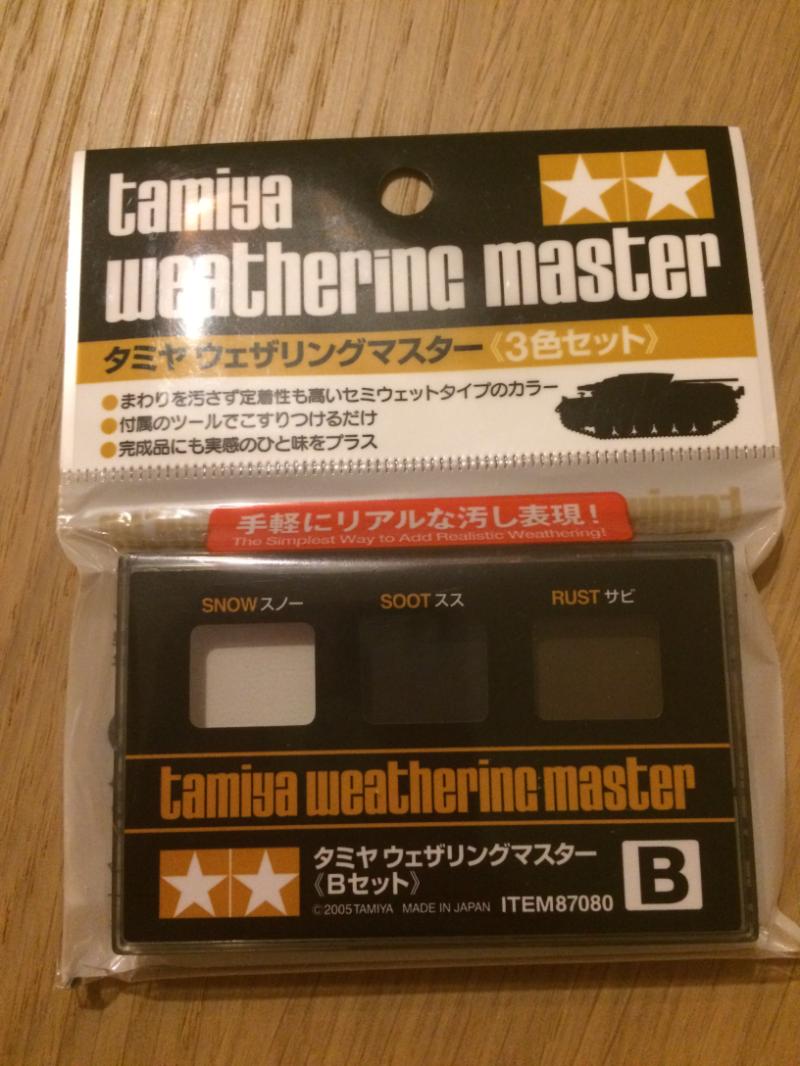 tamiya
weathering master
タミヤ ウェザリングマスター《3色セット》
●まわりを汚さず定着性も高いセミウェットタイプのカラー
●付属のツールでこすりつけるだけ
●完成品にも実感のひと味をプラス
手軽にリアルな汚し表現！
The Simplest Way to Add Realistic Weathering!
SNOW スノー SOOT スス RUST サビ
tamiya weathering master
タミヤ ウェザリングマスター
《Bセット》
B
©2005 TAMIYA MADE IN JAPAN ITEM87080